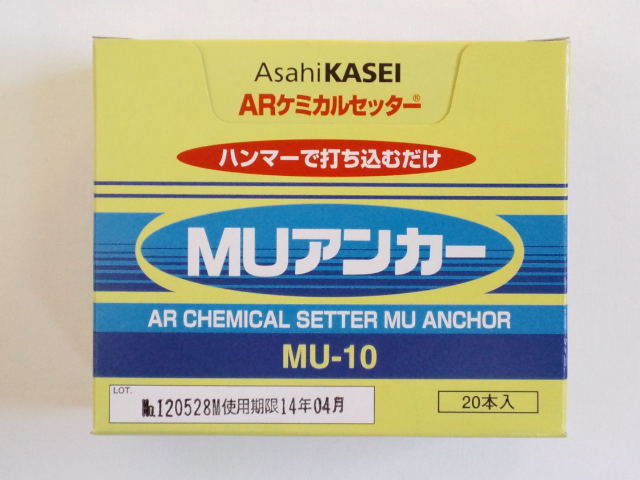 AsahiKASEI
ARケミカルセッター®
ハンマーで打ち込むだけ
MUアンカー
AR CHEMICAL SETTER MU ANCHOR
MU-10
LOT.
No.120528M使用期限14年04月
20本入